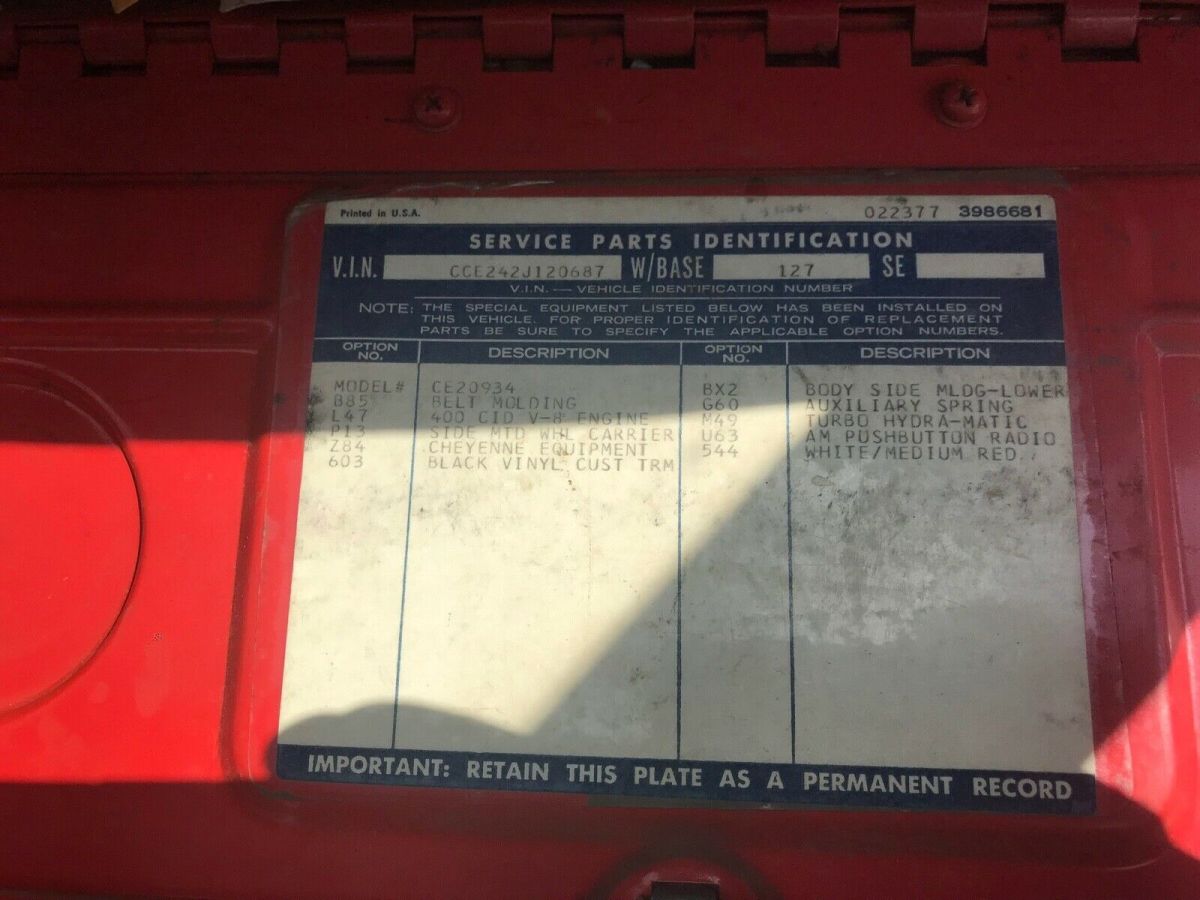 Printed in U.S.A. 022377 3986681
SERVICE PARTS IDENTIFICATION
V.I.N. CCE242J120687 W/BASE 127 SE
V.I.N. — VEHICLE IDENTIFICATION NUMBER
NOTE: THE SPECIAL EQUIPMENT LISTED BELOW HAS BEEN INSTALLED ON
THIS VEHICLE. FOR PROPER IDENTIFICATION OF REPLACEMENT
PARTS BE SURE TO SPECIFY THE APPLICABLE OPTION NUMBERS.
OPTION NO. DESCRIPTION OPTION NO. DESCRIPTION
MODEL# CE20934 BX2 BODY SIDE MLDG-LOWER
B85 BELT MOLDING G60 AUXILIARY SPRING
L47 400 CID V-8 ENGINE M49 TURBO HYDRA-MATIC
P13 SIDE MTD WHL CARRIER U63 AM PUSHBUTTON RADIO
Z84 CHEYENNE EQUIPMENT 544 WHITE/MEDIUM RED
603 BLACK VINYL CUST TRM
IMPORTANT: RETAIN THIS PLATE AS A PERMANENT RECORD